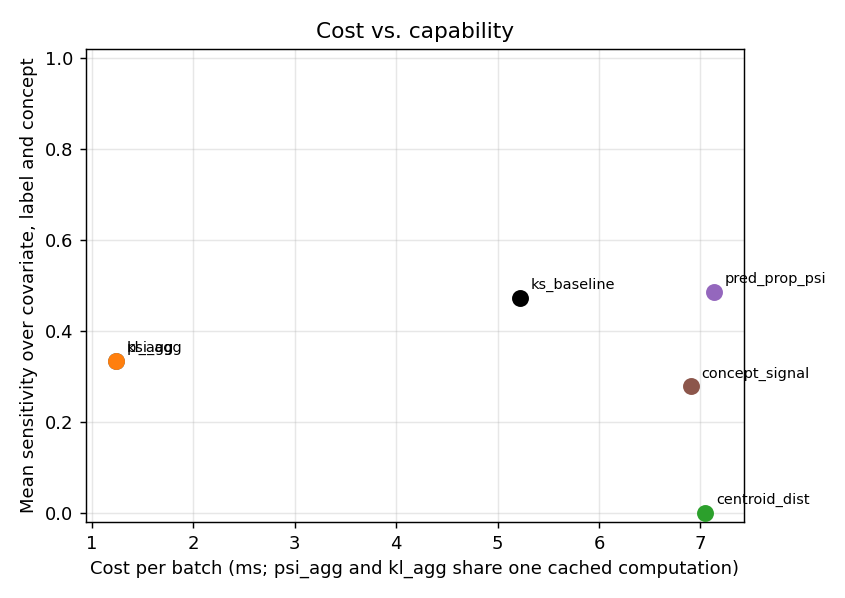 Cost vs. capability
Mean sensitivity over covariate, label and concept
1.0
0.8
0.6
0.4
0.2
0.0
ks_baseline
pred_prop_psi
psi_agg
kl_agg
concept_signal
centroid_dist
1 2 3 4 5 6 7
Cost per batch (ms; psi_agg and kl_agg share one cached computation)